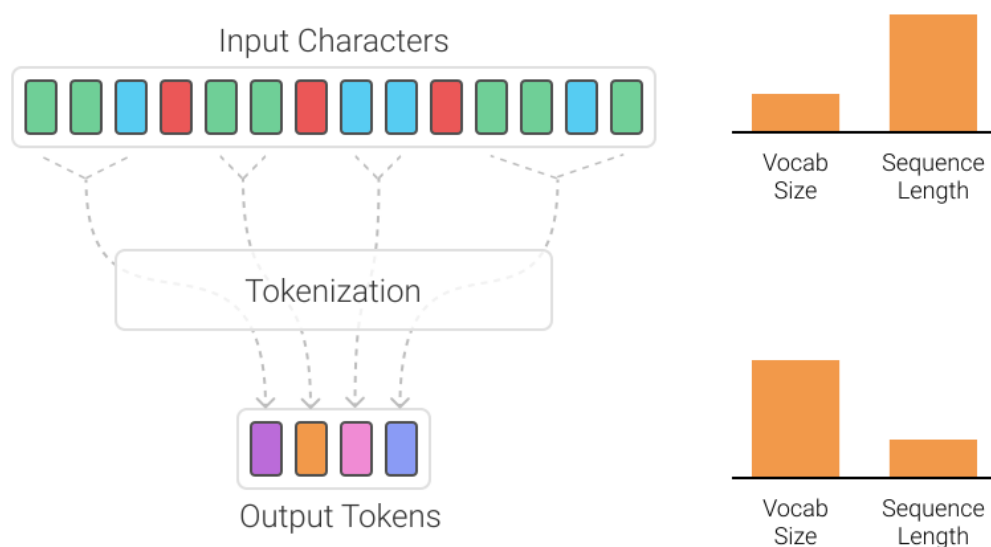 Input Characters
Vocab
Size
Sequence
Length
Tokenization
Output Tokens
Vocab
Size
Sequence
Length